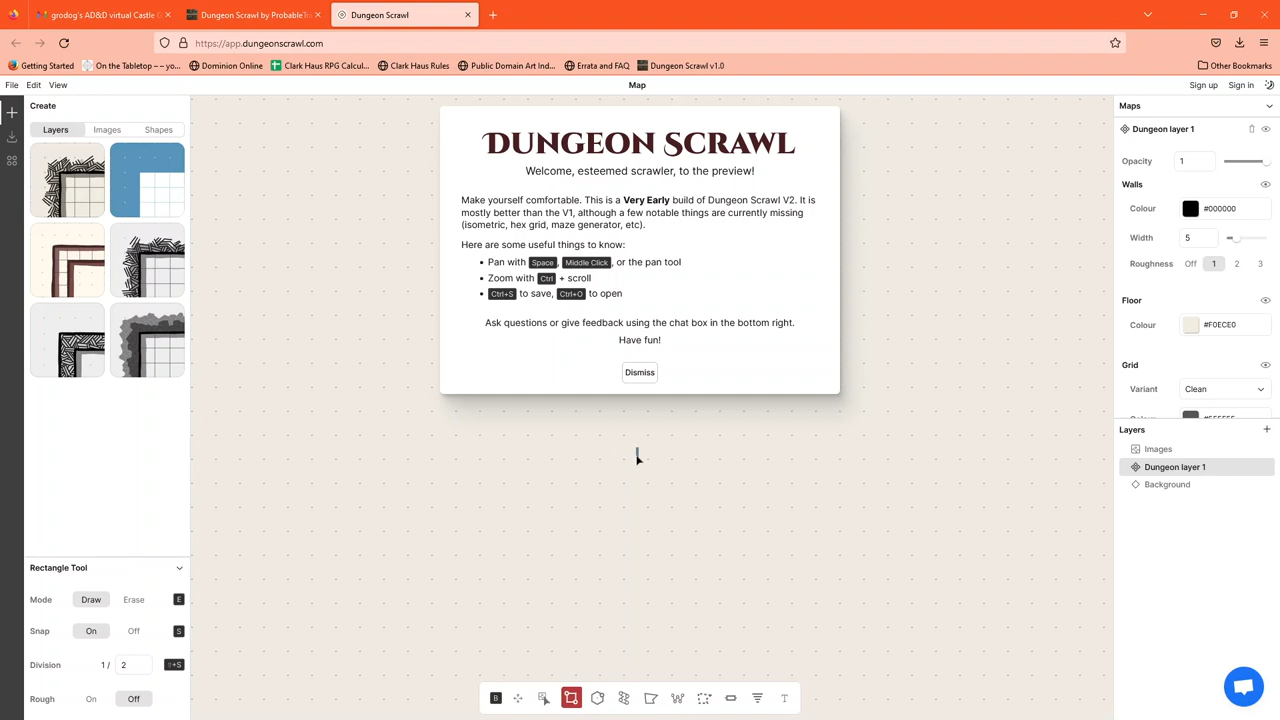 grodog's AD&D virtual Castle G
Dungeon Scrawl by ProbableTr
Dungeon Scrawl
https://app.dungeonscrawl.com
Getting Started
On the Tabletop – – yo...
Dominion Online
Clark Haus RPG Calcul...
Clark Haus Rules
Public Domain Art Ind...
Errata and FAQ
Dungeon Scrawl v1.0
Other Bookmarks
File Edit View
Map
Sign up Sign in
Create
Layers Images Shapes
DUNGEON SCRAWL
Welcome, esteemed scrawler, to the preview!
Make yourself comfortable. This is a Very Early build of Dungeon Scrawl V2. It is
mostly better than the V1, although a few notable things are currently missing
(isometric, hex grid, maze generator, etc).
Here are some useful things to know:
• Pan with Space, Middle Click, or the pan tool
• Zoom with Ctrl + scroll
• Ctrl+S to save, Ctrl+O to open
Ask questions or give feedback using the chat box in the bottom right.
Have fun!
Dismiss
Maps
Dungeon layer 1
Opacity 1
Walls
Colour #000000
Width 5
Roughness Off 1 2 3
Floor
Colour #F0ECE0
Grid
Variant Clean
Layers
Images
Dungeon layer 1
Background
Rectangle Tool
Mode Draw Erase E
Snap On Off S
Division 1 / 2 ⇧+S
Rough On Off
B
T